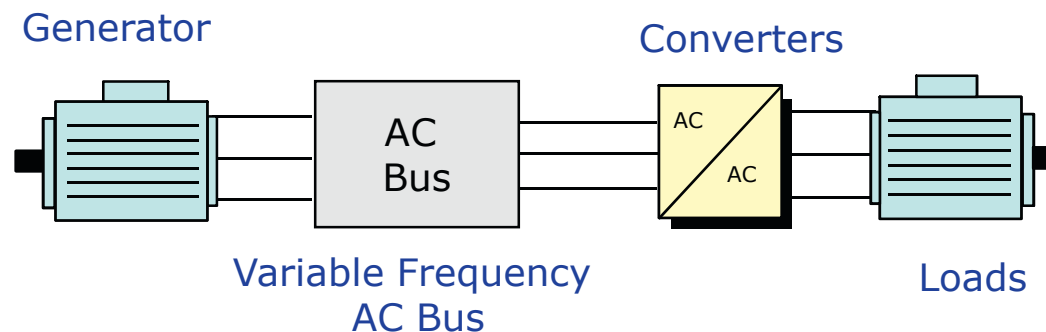 Generator
Converters
AC
Bus
AC
AC
Variable Frequency
AC Bus
Loads